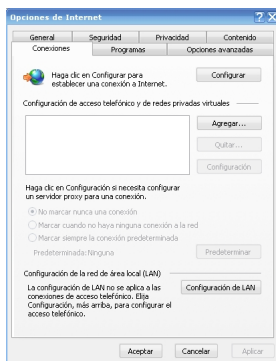 Opciones de Internet
General Seguridad Privacidad Contenido
Conexiones Programas Opciones avanzadas
Haga clic en Configurar para
establecer una conexión a Internet.
Configurar
Configuración de acceso telefónico y de redes privadas virtuales
Agregar...
Quitar...
Configuración
Haga clic en Configuración si necesita configurar
un servidor proxy para una conexión.
No marcar nunca una conexión
Marcar cuando no haya ninguna conexión a la red
Marcar siempre la conexión predeterminada
Predeterminada: Ninguna
Predeterminar
Configuración de la red de área local (LAN)
La configuración de LAN no se aplica a las
conexiones de acceso telefónico. Elija
Configuración, más arriba, para configurar el
acceso telefónico.
Configuración de LAN
Aceptar Cancelar Aplicar